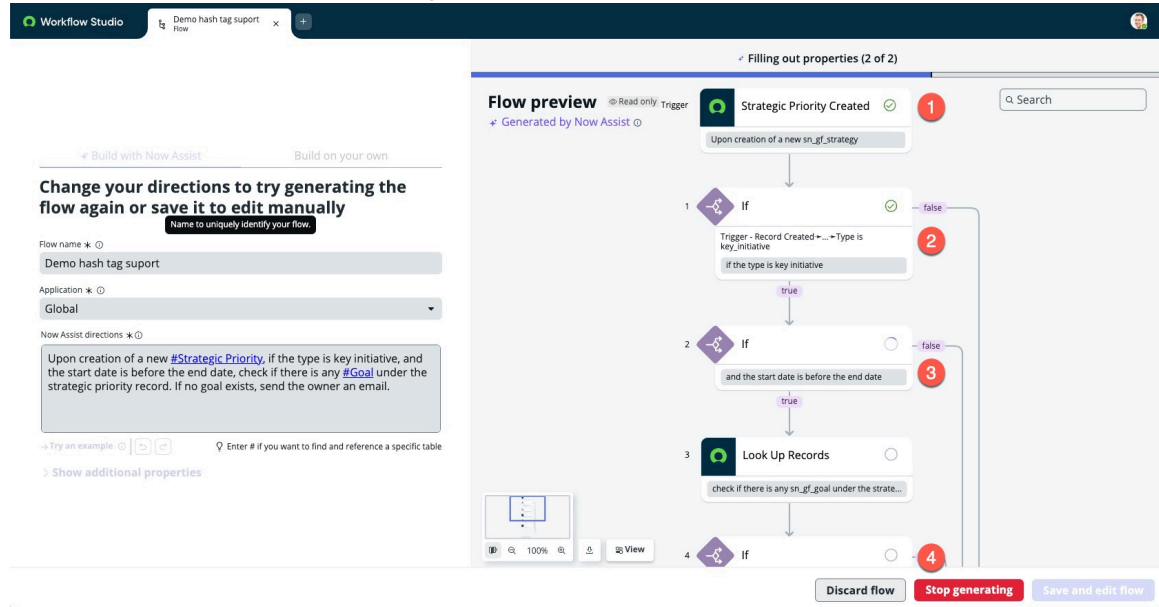 Workflow Studio
Demo hash tag suport
Flow
Filling out properties (2 of 2)
Build with Now Assist
Build on your own
Change your directions to try generating the
flow again or save it to edit manually
Name to uniquely identify your flow.
Flow name
Demo hash tag suport
Application
Global
Now Assist directions
Upon creation of a new #Strategic Priority, if the type is key initiative, and
the start date is before the end date, check if there is any #Goal under the
strategic priority record. If no goal exists, send the owner an email.
Try an example
Enter # if you want to find and reference a specific table
Show additional properties
Flow preview
Read only
Generated by Now Assist
Search
Trigger
Strategic Priority Created
1
Upon creation of a new sn_gf_strategy
1
If
false
2
Trigger - Record Created➛...➛Type is
key_initiative
if the type is key initiative
true
2
If
false
3
and the start date is before the end date
true
3
Look Up Records
check if there is any sn_gf_goal under the strate...
4
If
4
100%
View
Discard flow
Stop generating
Save and edit flow